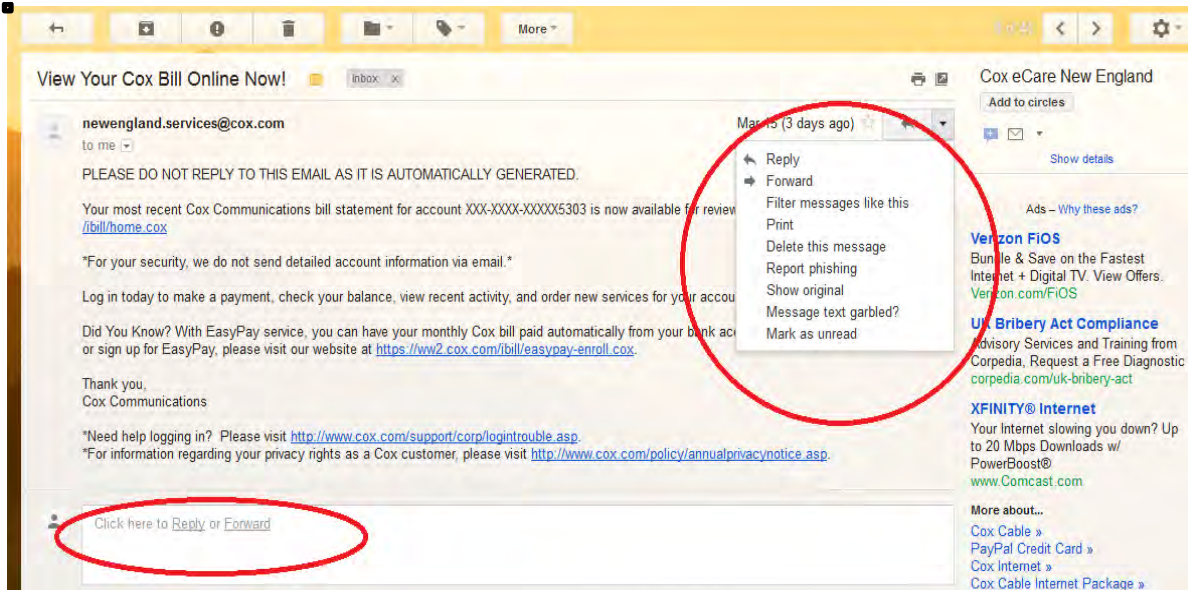 More
View Your Cox Bill Online Now!
Inbox x
newengland.services@cox.com
Mar 15 (3 days ago)
to me
PLEASE DO NOT REPLY TO THIS EMAIL AS IT IS AUTOMATICALLY GENERATED.
Your most recent Cox Communications bill statement for account XXX-XXXX-XXXXX5303 is now available for review
/ibill/home.cox
*For your security, we do not send detailed account information via email.*
Log in today to make a payment, check your balance, view recent activity, and order new services for your accou
Did You Know? With EasyPay service, you can have your monthly Cox bill paid automatically from your bank acc
or sign up for EasyPay, please visit our website at https://ww2.cox.com/ibill/easypay-enroll.cox.
Thank you,
Cox Communications
*Need help logging in? Please visit http://www.cox.com/support/corp/logintrouble.asp.
*For information regarding your privacy rights as a Cox customer, please visit http://www.cox.com/policy/annualprivacynotice.asp.
Click here to Reply or Forward
Reply
Forward
Filter messages like this
Print
Delete this message
Report phishing
Show original
Message text garbled?
Mark as unread
Cox eCare New England
Add to circles
Show details
Ads – Why these ads?
Verizon FiOS
Bundle & Save on the Fastest
Internet + Digital TV. View Offers.
Verizon.com/FiOS
UK Bribery Act Compliance
Advisory Services and Training from
Corpedia, Request a Free Diagnostic
corpedia.com/uk-bribery-act
XFINITY® Internet
Your Internet slowing you down? Up
to 20 Mbps Downloads w/
PowerBoost®
www.Comcast.com
More about...
Cox Cable »
PayPal Credit Card »
Cox Internet »
Cox Cable Internet Package »